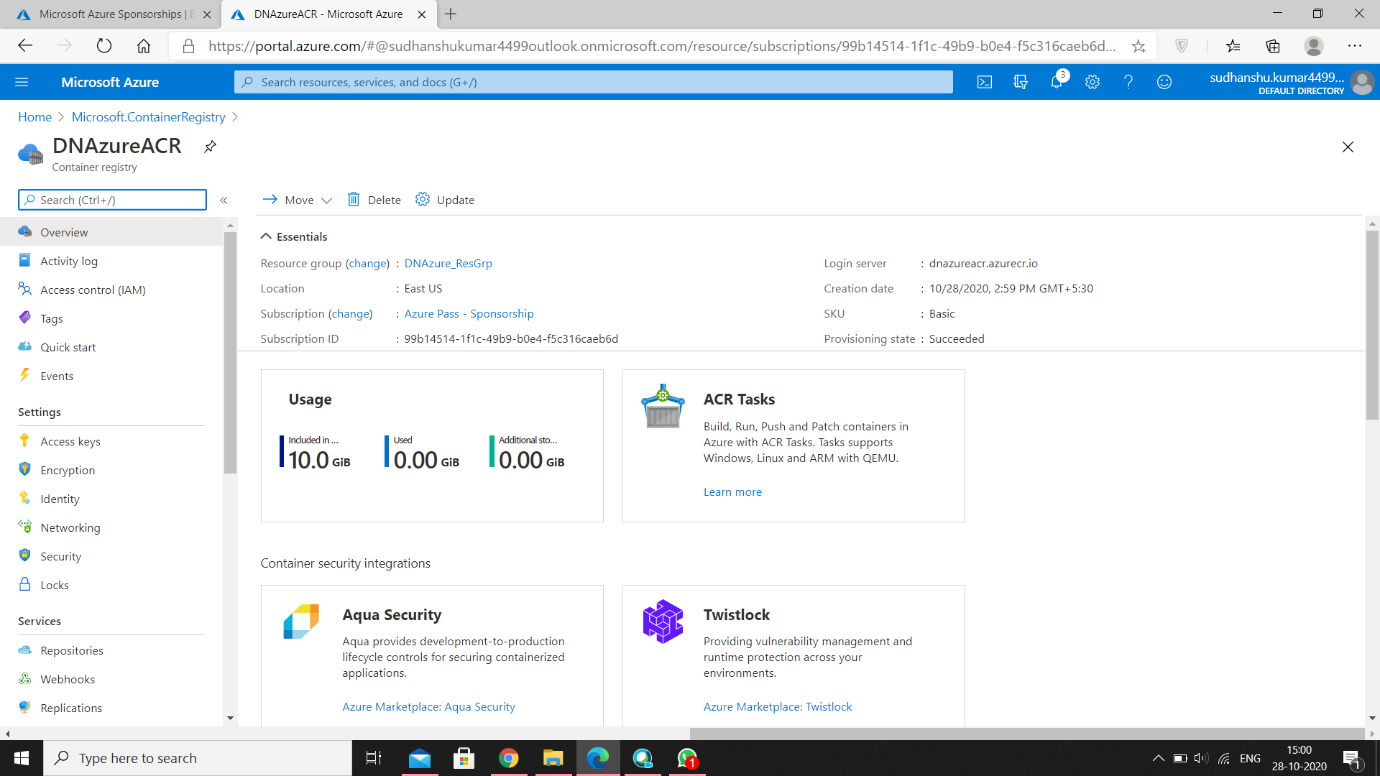 Microsoft Azure Sponsorships | E
DNAzureACR - Microsoft Azure
https://portal.azure.com/#@sudhanshukumar4499outlook.onmicrosoft.com/resource/subscriptions/99b14514-1f1c-49b9-b0e4-f5c316caeb6d...
Microsoft Azure
Search resources, services, and docs (G+/)
3
sudhanshu.kumar4499...
DEFAULT DIRECTORY
Home > Microsoft.ContainerRegistry >
DNAzureACR
Container registry
Search (Ctrl+/)
«
Move
Delete
Update
Overview
Activity log
Access control (IAM)
Tags
Quick start
Events
Settings
Access keys
Encryption
Identity
Networking
Security
Locks
Services
Repositories
Webhooks
Replications
Essentials
Resource group (change) : DNAzure_ResGrp
Location : East US
Subscription (change) : Azure Pass - Sponsorship
Subscription ID : 99b14514-1f1c-49b9-b0e4-f5c316caeb6d
Login server : dnazureacr.azurecr.io
Creation date : 10/28/2020, 2:59 PM GMT+5:30
SKU : Basic
Provisioning state : Succeeded
Usage
Included in ...
10.0 GiB
Used
0.00 GiB
Additional sto...
0.00 GiB
ACR Tasks
Build, Run, Push and Patch containers in
Azure with ACR Tasks. Tasks supports
Windows, Linux and ARM with QEMU.
Learn more
Container security integrations
Aqua Security
Aqua provides development-to-production
lifecycle controls for securing containerized
applications.
Azure Marketplace: Aqua Security
Twistlock
Providing vulnerability management and
runtime protection across your
environments.
Azure Marketplace: Twistlock
Type here to search
1
ENG
15:00
28-10-2020
1